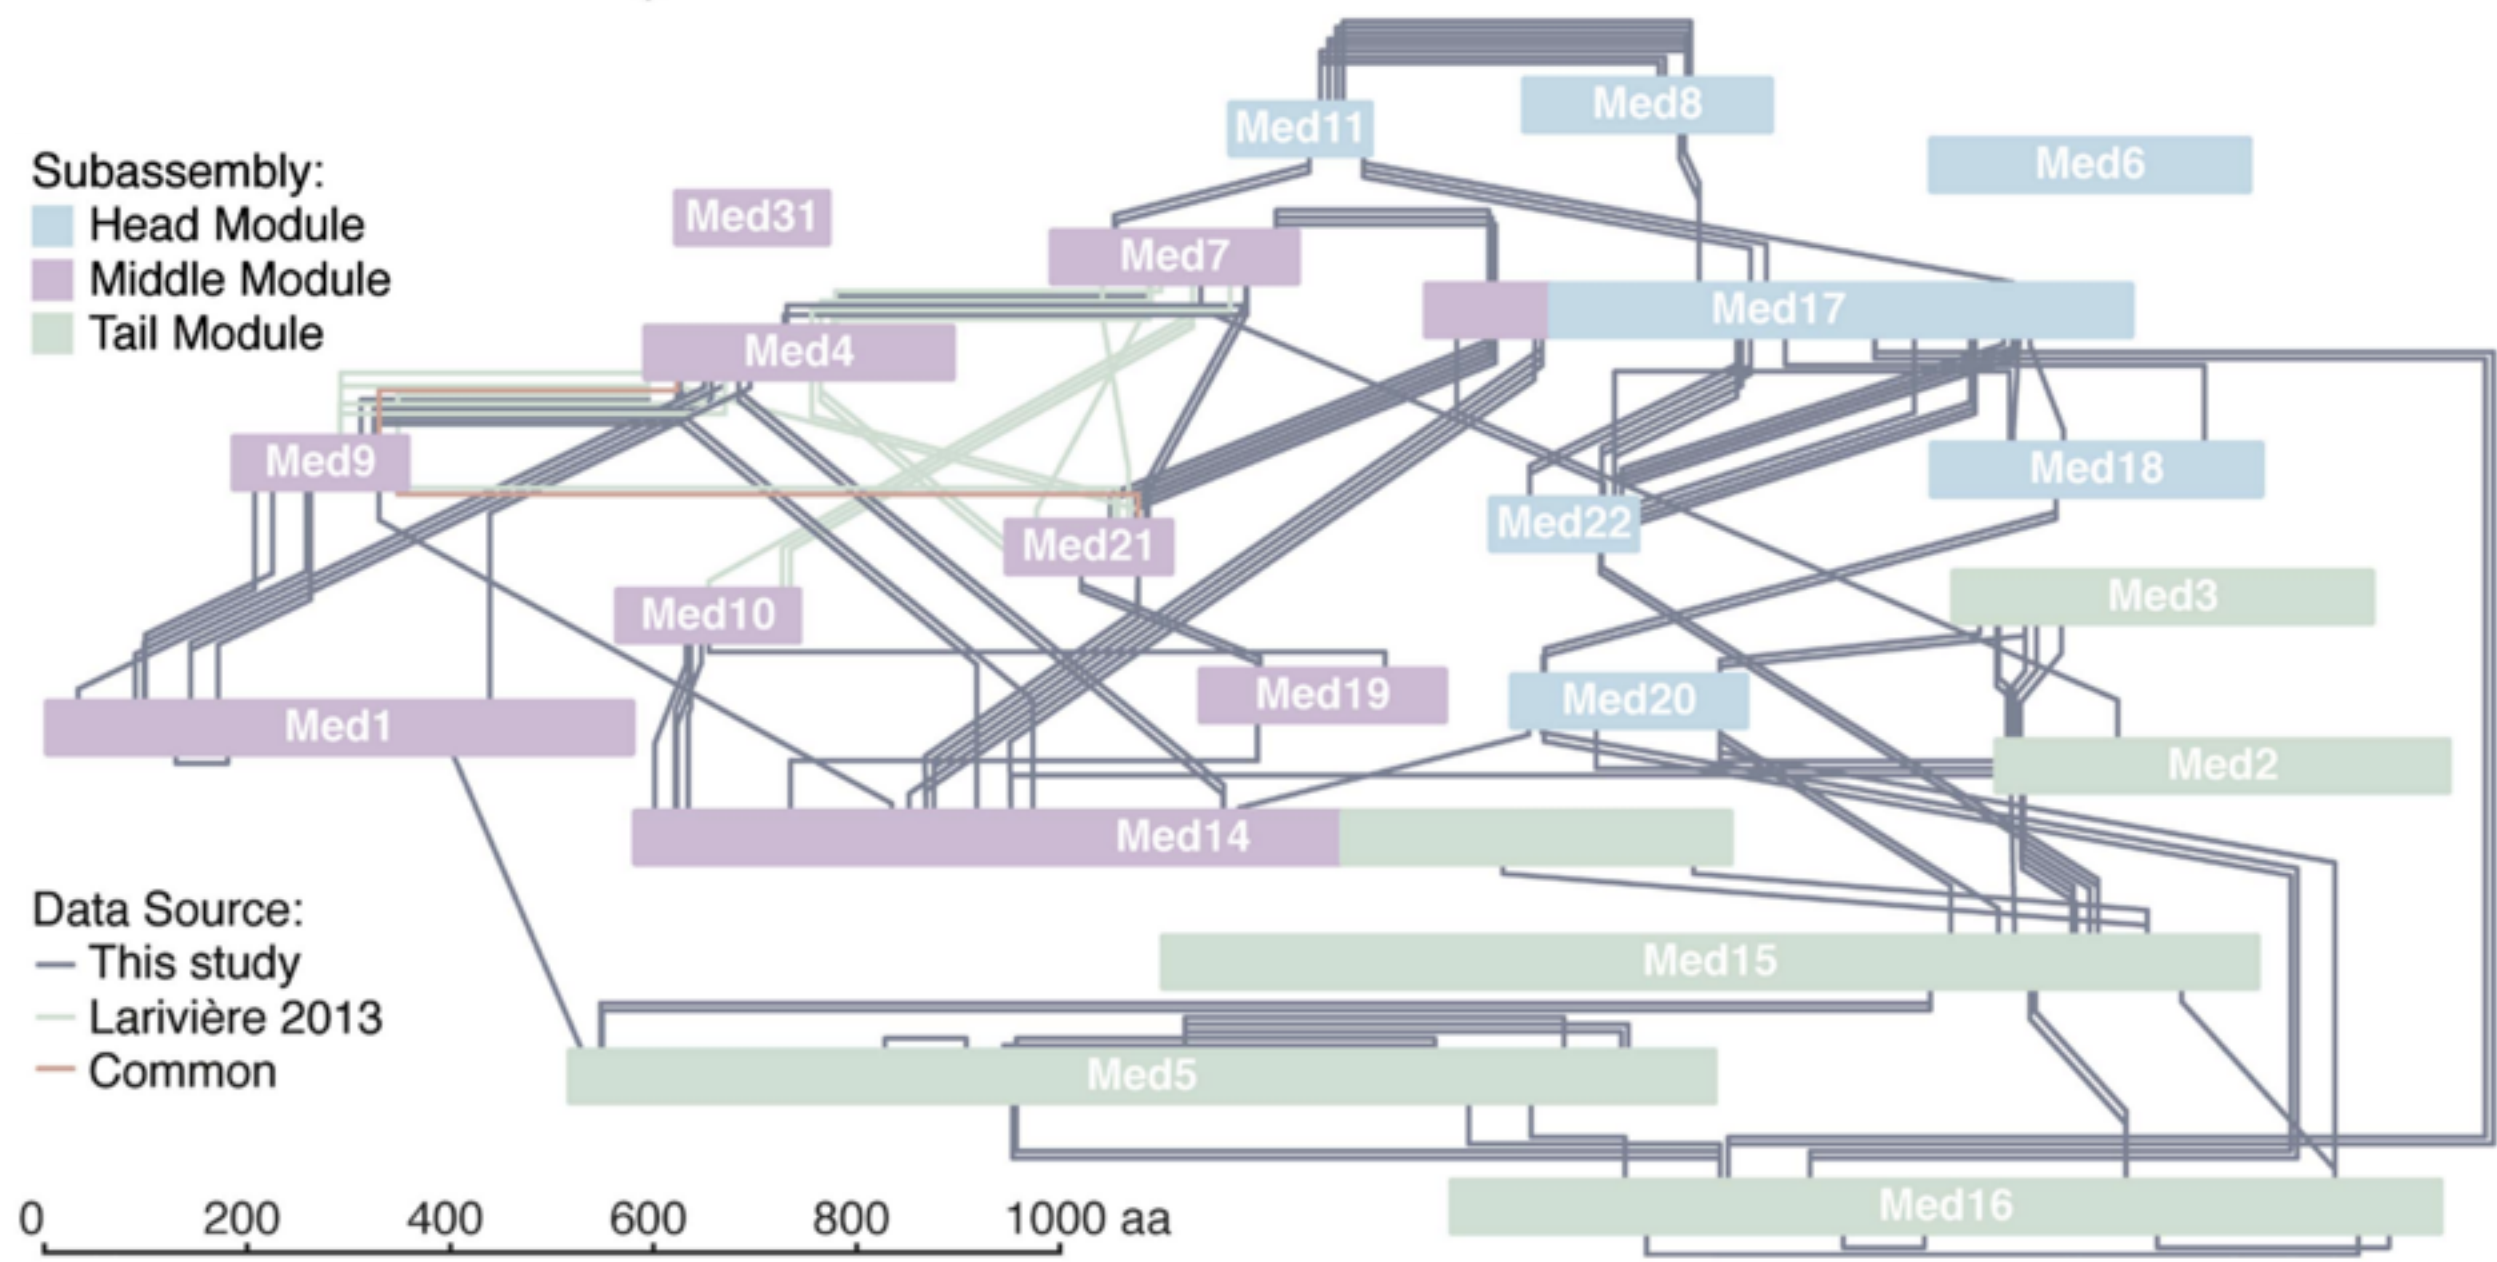 Med8
Med11
Med6
Subassembly:
Head Module
Middle Module
Tail Module
Med31
Med7
Med17
Med4
Med9
Med18
Med22
Med21
Med3
Med10
Med19
Med20
Med1
Med2
Med14
Data Source:
This study
Larivière 2013
Common
Med15
Med5
Med16
0 200 400 600 800 1000 aa